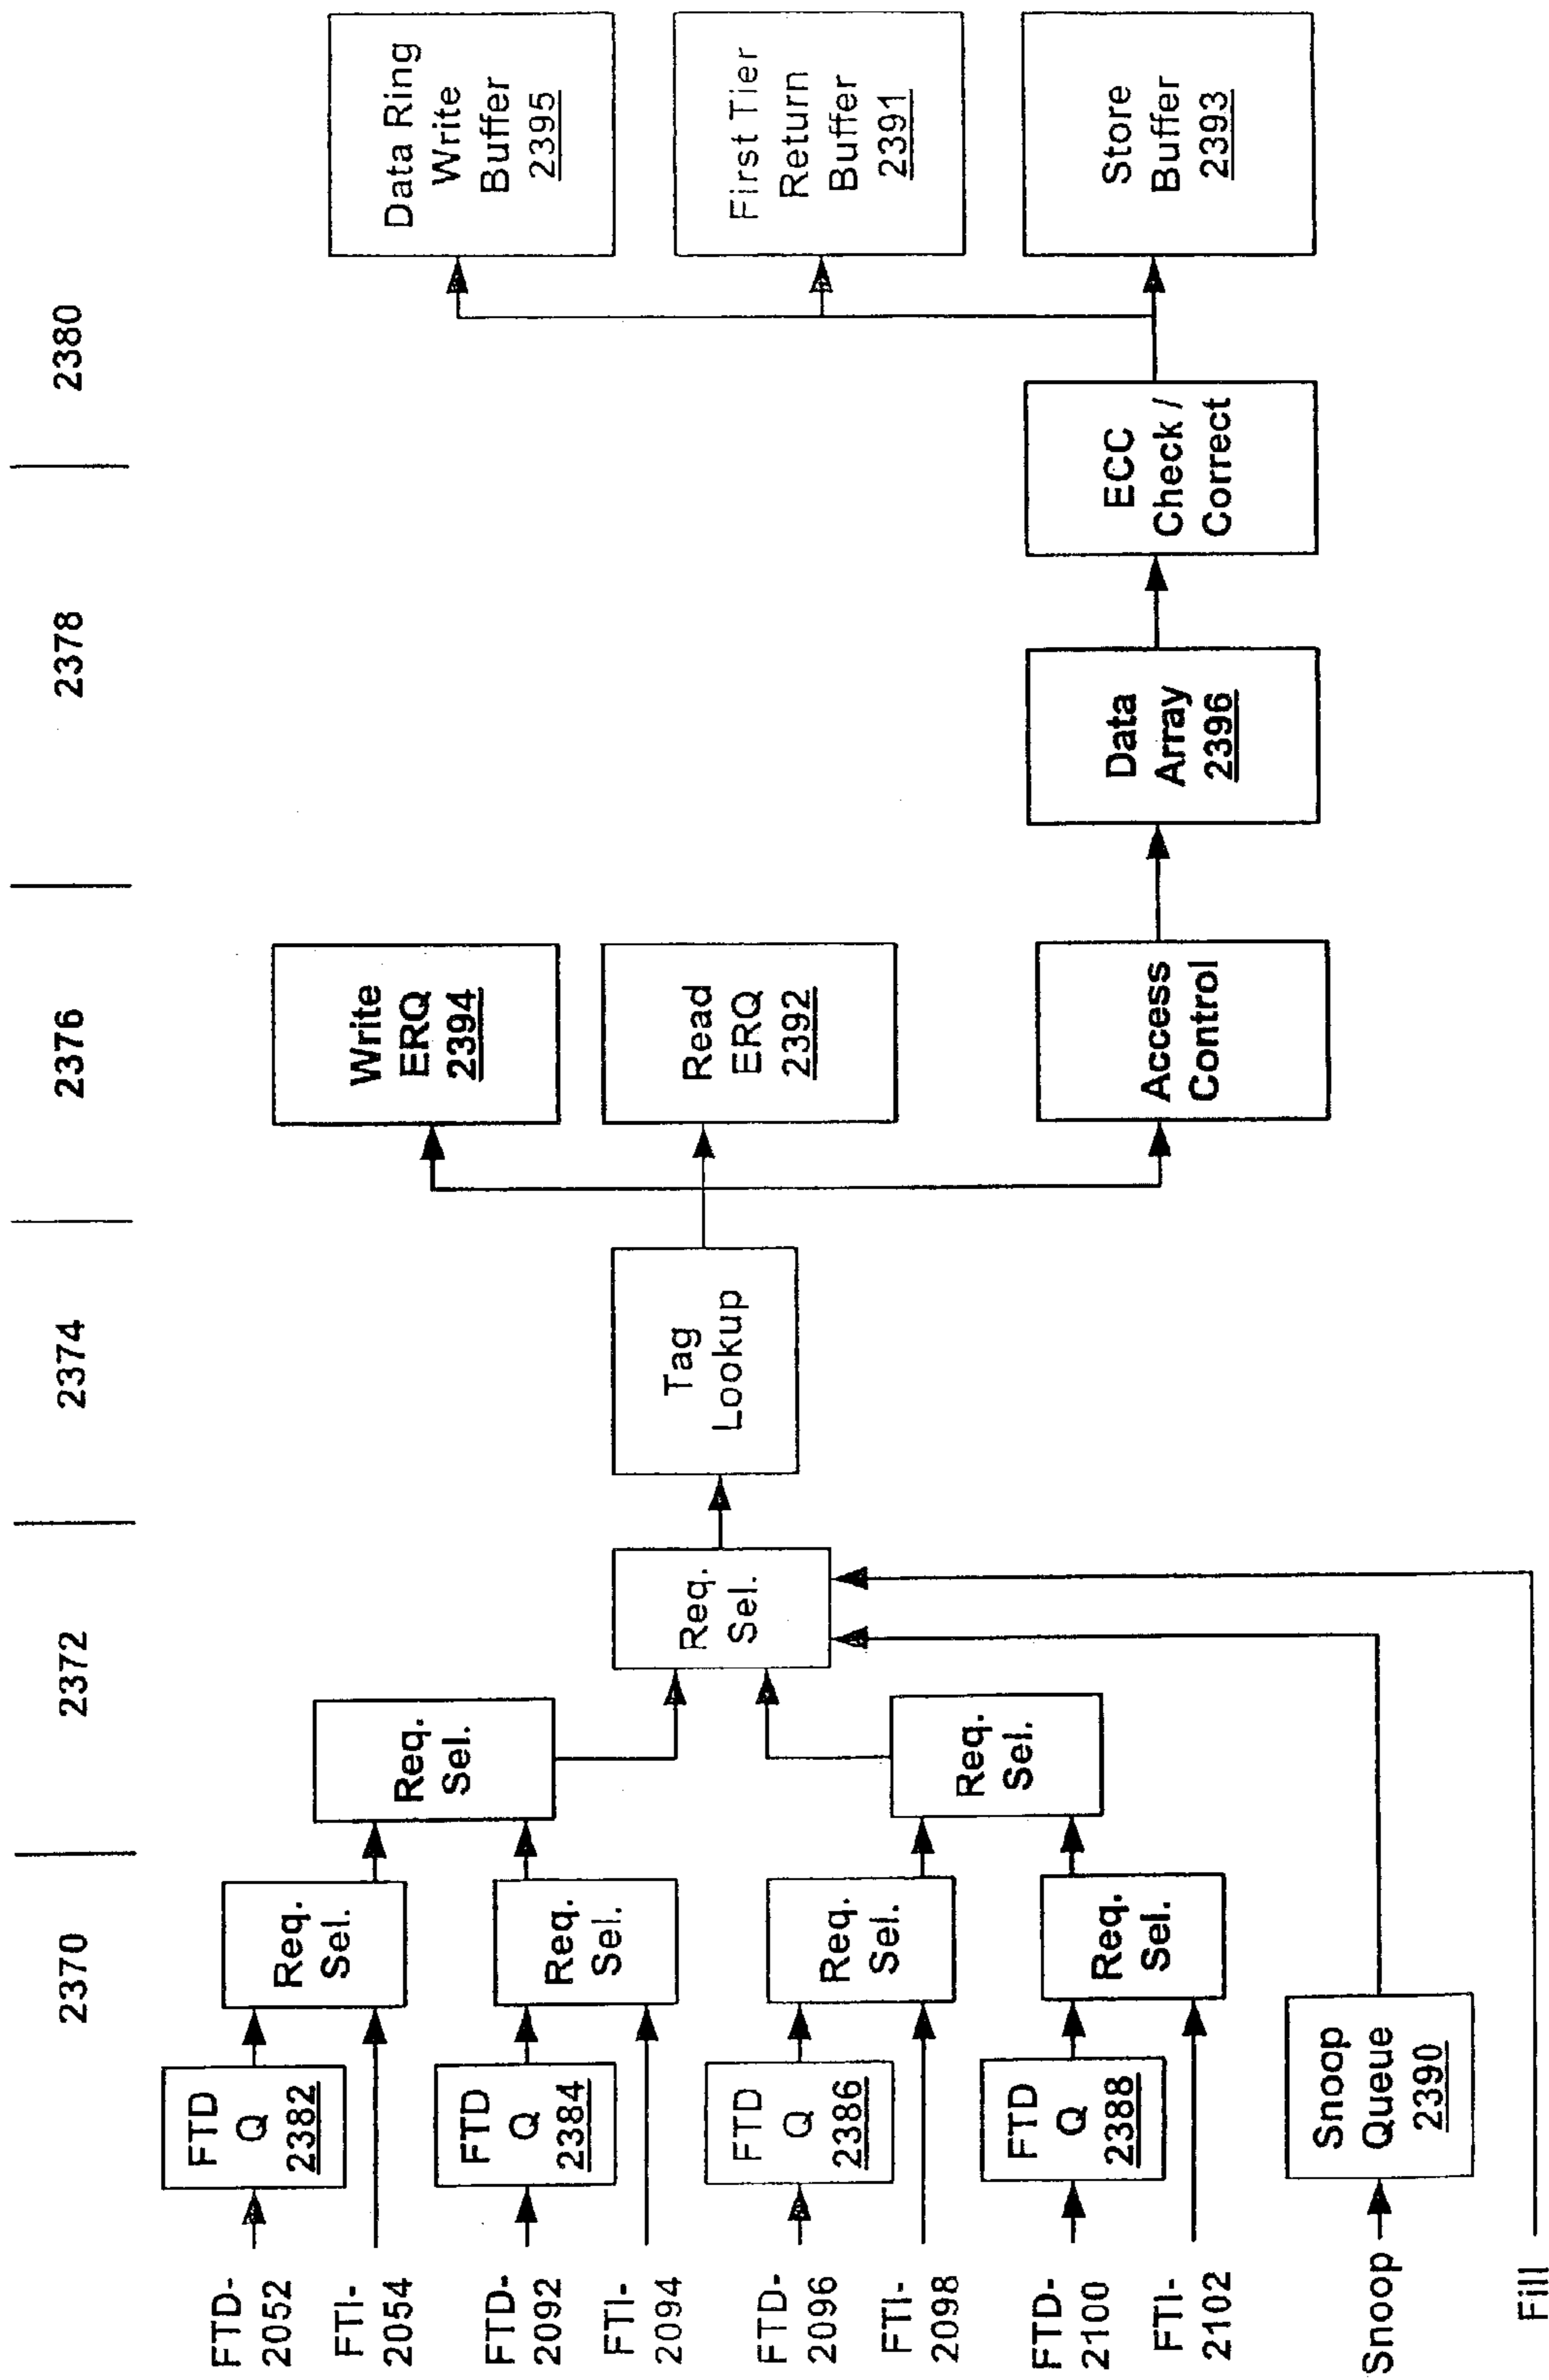 2370
2372
2374
2376
2378
2380
FTD-
2052
FTI-
2054
FTD-
2092
FTI-
2094
FTD-
2096
FTI-
2098
FTD-
2100
FTI-
2102
Snoop
Fill
FTD
Q
2382
FTD
Q
2384
FTD
Q
2386
FTD
Q
2388
Snoop
Queue
2390
Req.
Sel.
Req.
Sel.
Req.
Sel.
Req.
Sel.
Req.
Sel.
Req.
Sel.
Req.
Sel.
Tag
Lookup
Write
ERQ
2394
Read
ERQ
2392
Access
Control
Data
Array
2396
ECC
Check /
Correct
Data Ring
Write
Buffer
2395
First Tier
Return
Buffer
2391
Store
Buffer
2393